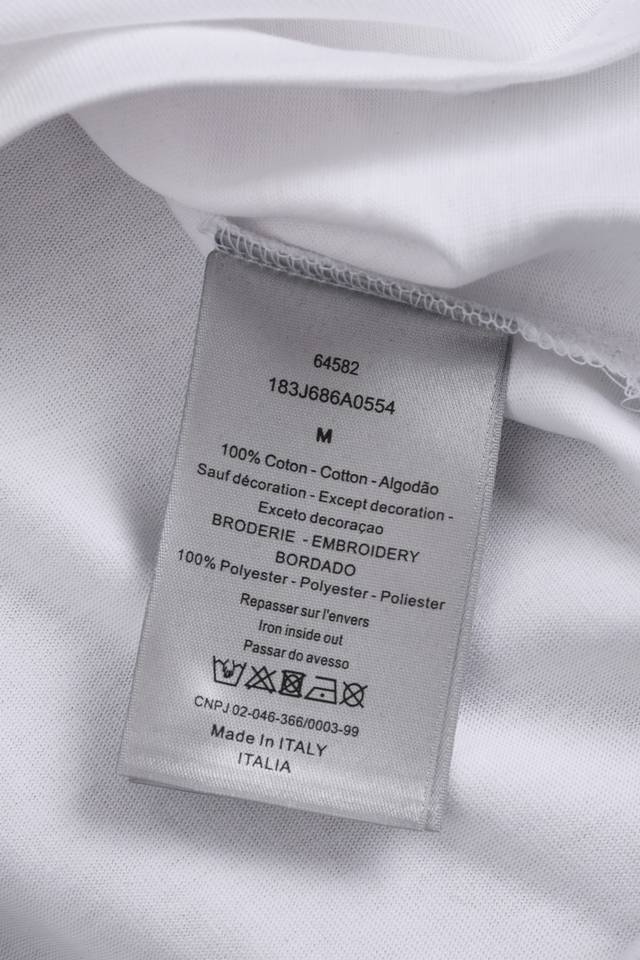 64582
183J686A0554
M
100% Coton - Cotton - Algodão
Sauf décoration - Except decoration -
Exceto decoraçao
BRODERIE - EMBROIDERY
BORDADO
100% Polyester - Polyester - Poliester
Repasser sur l'envers
Iron inside out
Passar do avesso
CNPJ 02-046-366/0003-99
Made In ITALY
ITALIA